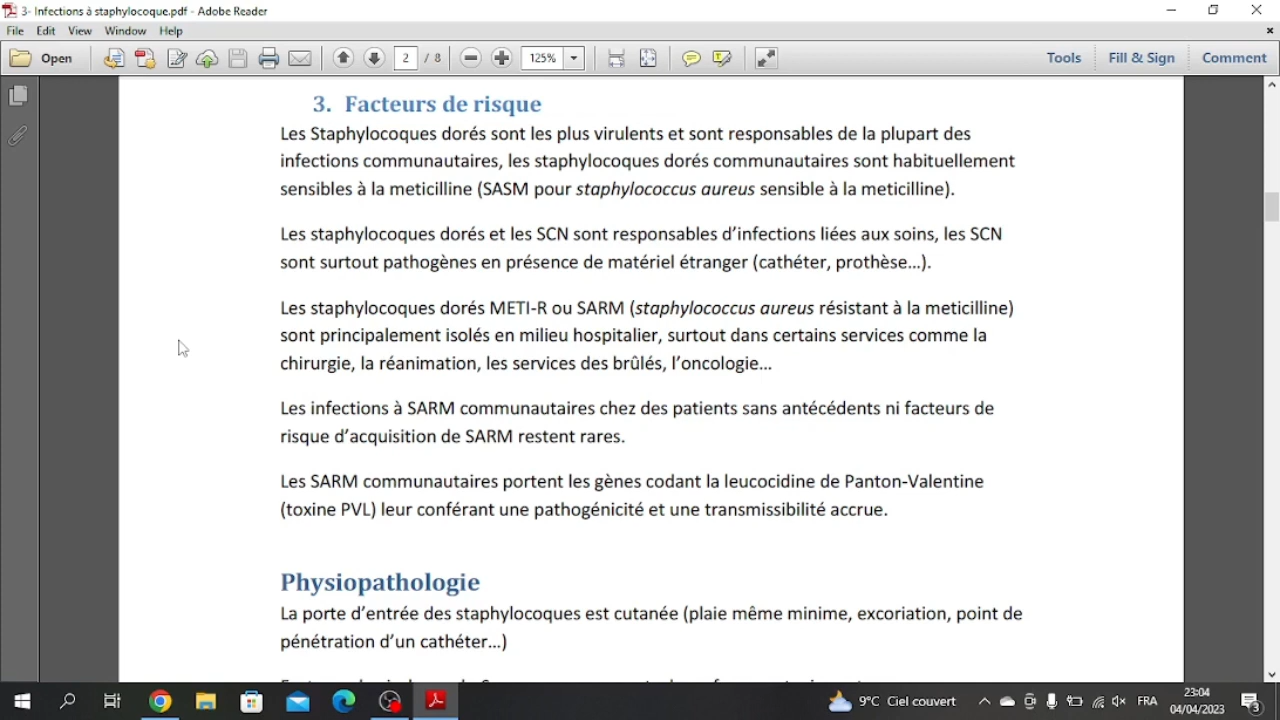 3- Infections à staphylocoque.pdf - Adobe Reader
File Edit View Window Help
Open 2 / 8 125% Tools Fill & Sign Comment
3. Facteurs de risque
Les Staphylocoques dorés sont les plus virulents et sont responsables de la plupart des
infections communautaires, les staphylocoques dorés communautaires sont habituellement
sensibles à la meticilline (SASM pour staphylococcus aureus sensible à la meticilline).
Les staphylocoques dorés et les SCN sont responsables d’infections liées aux soins, les SCN
sont surtout pathogènes en présence de matériel étranger (cathéter, prothèse…).
Les staphylocoques dorés METI-R ou SARM (staphylococcus aureus résistant à la meticilline)
sont principalement isolés en milieu hospitalier, surtout dans certains services comme la
chirurgie, la réanimation, les services des brûlés, l’oncologie…
Les infections à SARM communautaires chez des patients sans antécédents ni facteurs de
risque d’acquisition de SARM restent rares.
Les SARM communautaires portent les gènes codant la leucocidine de Panton-Valentine
(toxine PVL) leur conférant une pathogénicité et une transmissibilité accrue.
Physiopathologie
La porte d’entrée des staphylocoques est cutanée (plaie même minime, excoriation, point de
pénétration d’un cathéter…)
9°C Ciel couvert FRA 23:04
04/04/2023 3